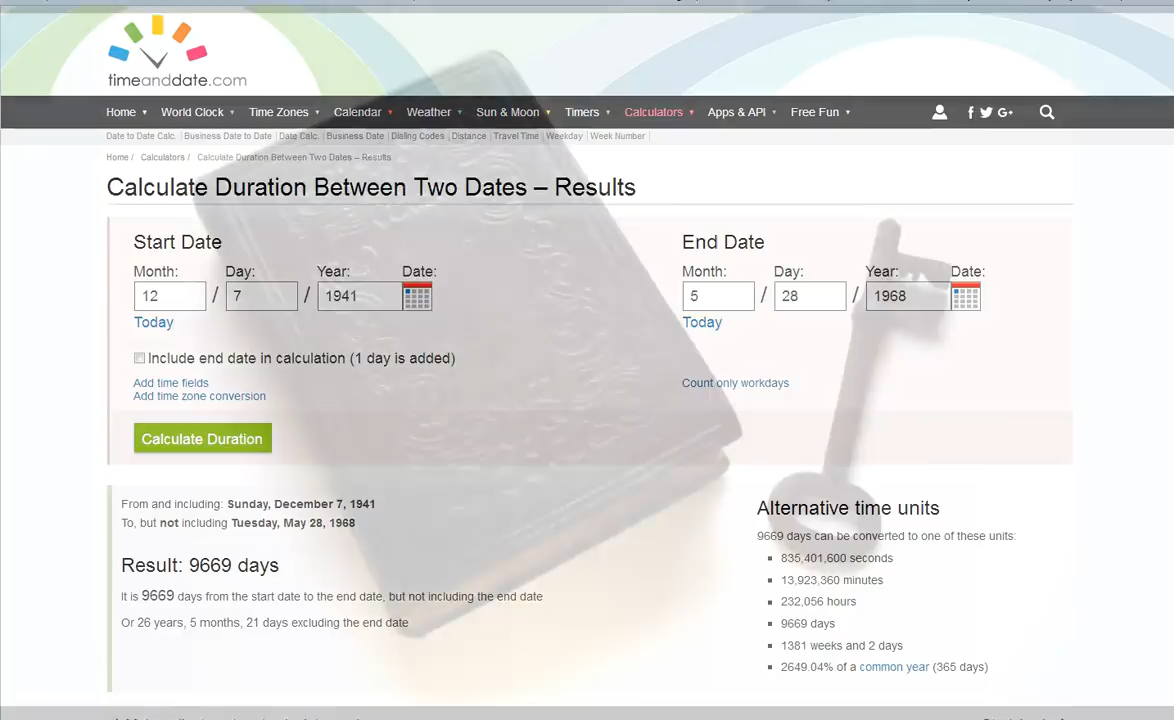 timeanddate.com
Home World Clock Time Zones Calendar Weather Sun & Moon Timers Calculators Apps & API Free Fun
Date to Date Calc. | Business Date to Date | Date Calc. | Business Date | Dialing Codes | Distance | Travel Time | Weekday | Week Number |
Home / Calculators / Calculate Duration Between Two Dates – Results
Calculate Duration Between Two Dates – Results
Start Date
Month: Day: Year: Date:
12 / 7 / 1941
Today
Include end date in calculation (1 day is added)
Add time fields
Add time zone conversion
Calculate Duration
End Date
Month: Day: Year: Date:
5 / 28 / 1968
Today
Count only workdays
From and including: Sunday, December 7, 1941
To, but not including Tuesday, May 28, 1968
Result: 9669 days
It is 9669 days from the start date to the end date, but not including the end date
Or 26 years, 5 months, 21 days excluding the end date
Alternative time units
9669 days can be converted to one of these units:
835,401,600 seconds
13,923,360 minutes
232,056 hours
9669 days
1381 weeks and 2 days
2649.04% of a common year (365 days)